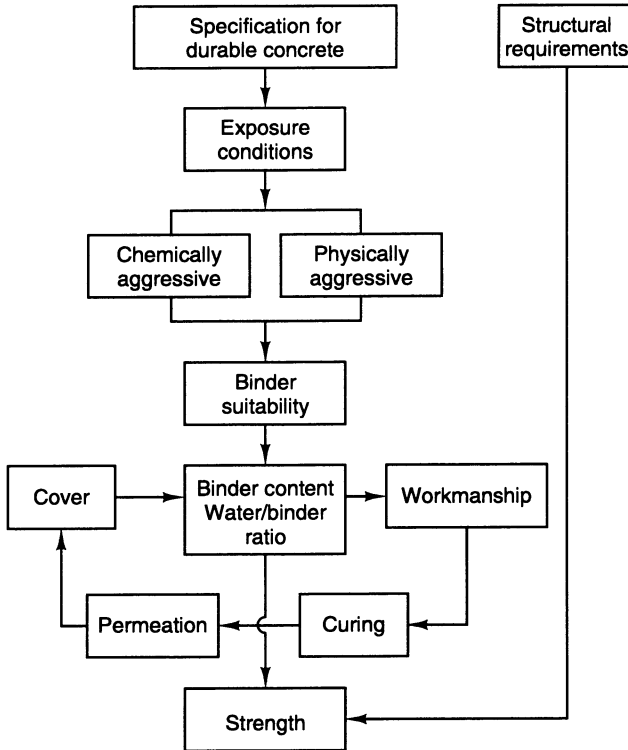 Specification for
durable concrete
Structural
requirements
Exposure
conditions
Chemically
aggressive
Physically
aggressive
Binder
suitability
Cover
Binder content
Water/binder
ratio
Workmanship
Permeation
Curing
Strength